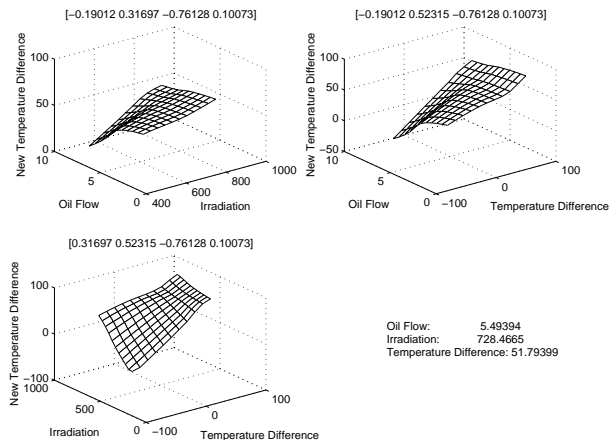 [−0.19012 0.31697 −0.76128 0.10073]
New Temperature Difference
100
50
0
10
5
0
Oil Flow
400
600
800
1000
Irradiation
[−0.19012 0.52315 −0.76128 0.10073]
New Temperature Difference
100
50
0
−50
10
5
0
Oil Flow
−100
0
100
Temperature Difference
[0.31697 0.52315 −0.76128 0.10073]
New Temperature Difference
100
0
−100
1000
500
0
Irradiation
−100
0
100
Temperature Difference
Oil Flow: 5.49394
Irradiation: 728.4665
Temperature Difference: 51.79399